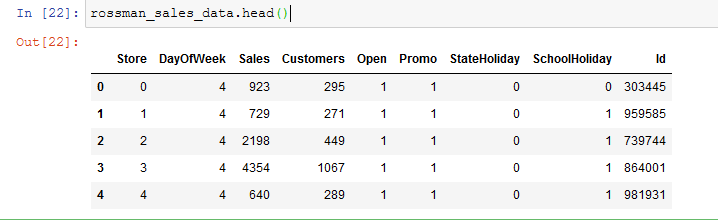 In [22]: rossman_sales_data.head()
Out[22]:
Store DayOfWeek Sales Customers Open Promo StateHoliday SchoolHoliday Id
0 0 4 923 295 1 1 0 0 303445
1 1 4 729 271 1 1 0 1 959585
2 2 4 2198 449 1 1 0 1 739744
3 3 4 4354 1067 1 1 0 1 864001
4 4 4 640 289 1 1 0 1 981931